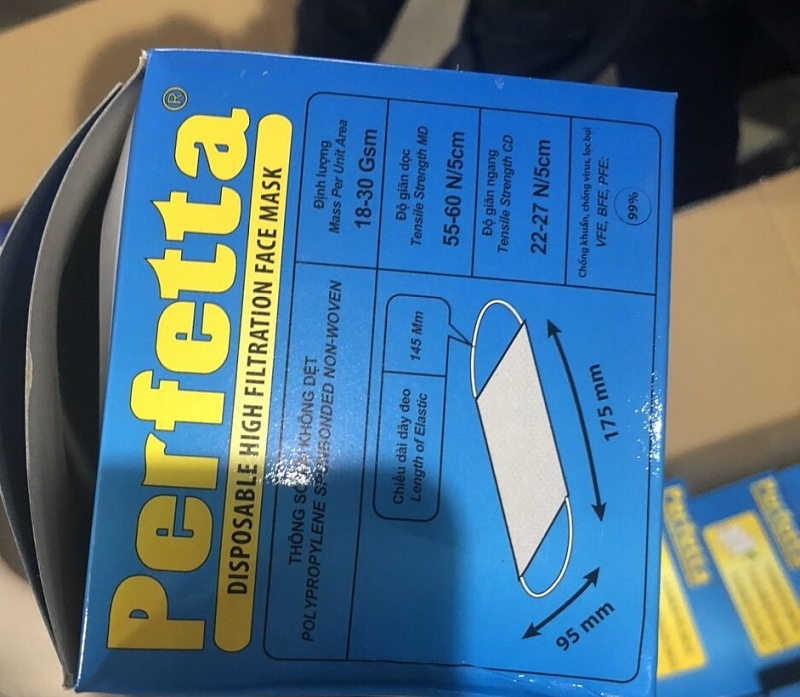 Perfetta®
DISPOSABLE HIGH FILTRATION FACE MASK
THÔNG SỐ VẢI KHÔNG DỆT
POLYPROPYLENE SPUNBONDED NON-WOVEN
Định lượng
Mass Per Unit Area
18-30 Gsm
Độ giãn dọc
Tensile Strength MD
55-60 N/5cm
Độ giãn ngang
Tensile Strength CD
22-27 N/5cm
Chống khuẩn, chống virus, lọc bụi
VFE, BFE, PFE:
99%
Chiều dài dây đeo
Length of Elastic
145 Mm
175 mm
95 mm
Perfetta
Perfetta